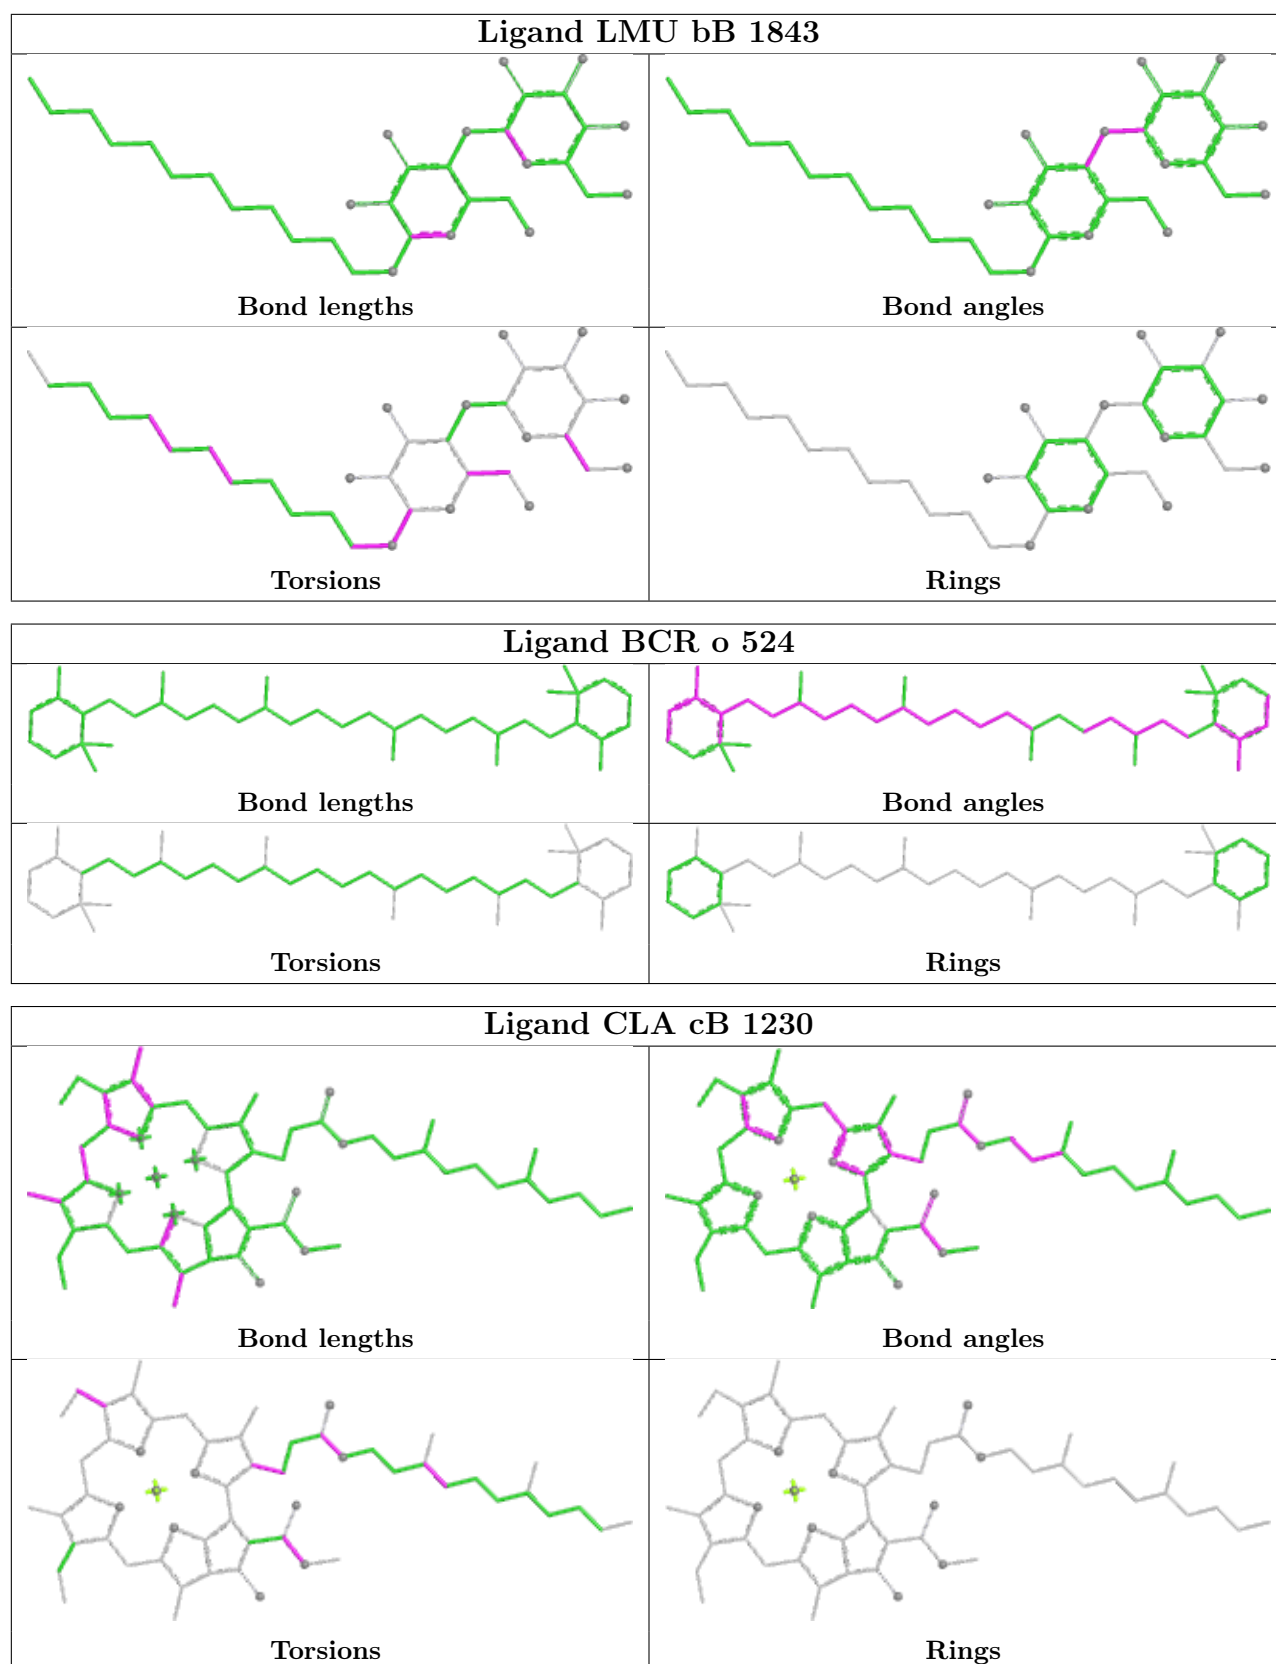 Ligand LMU bB 1843
Bond lengths
Bond angles
Torsions
Rings
Ligand BCR o 524
Bond lengths
Bond angles
Torsions
Rings
Ligand CLA cB 1230
Bond lengths
Bond angles
Torsions
Rings